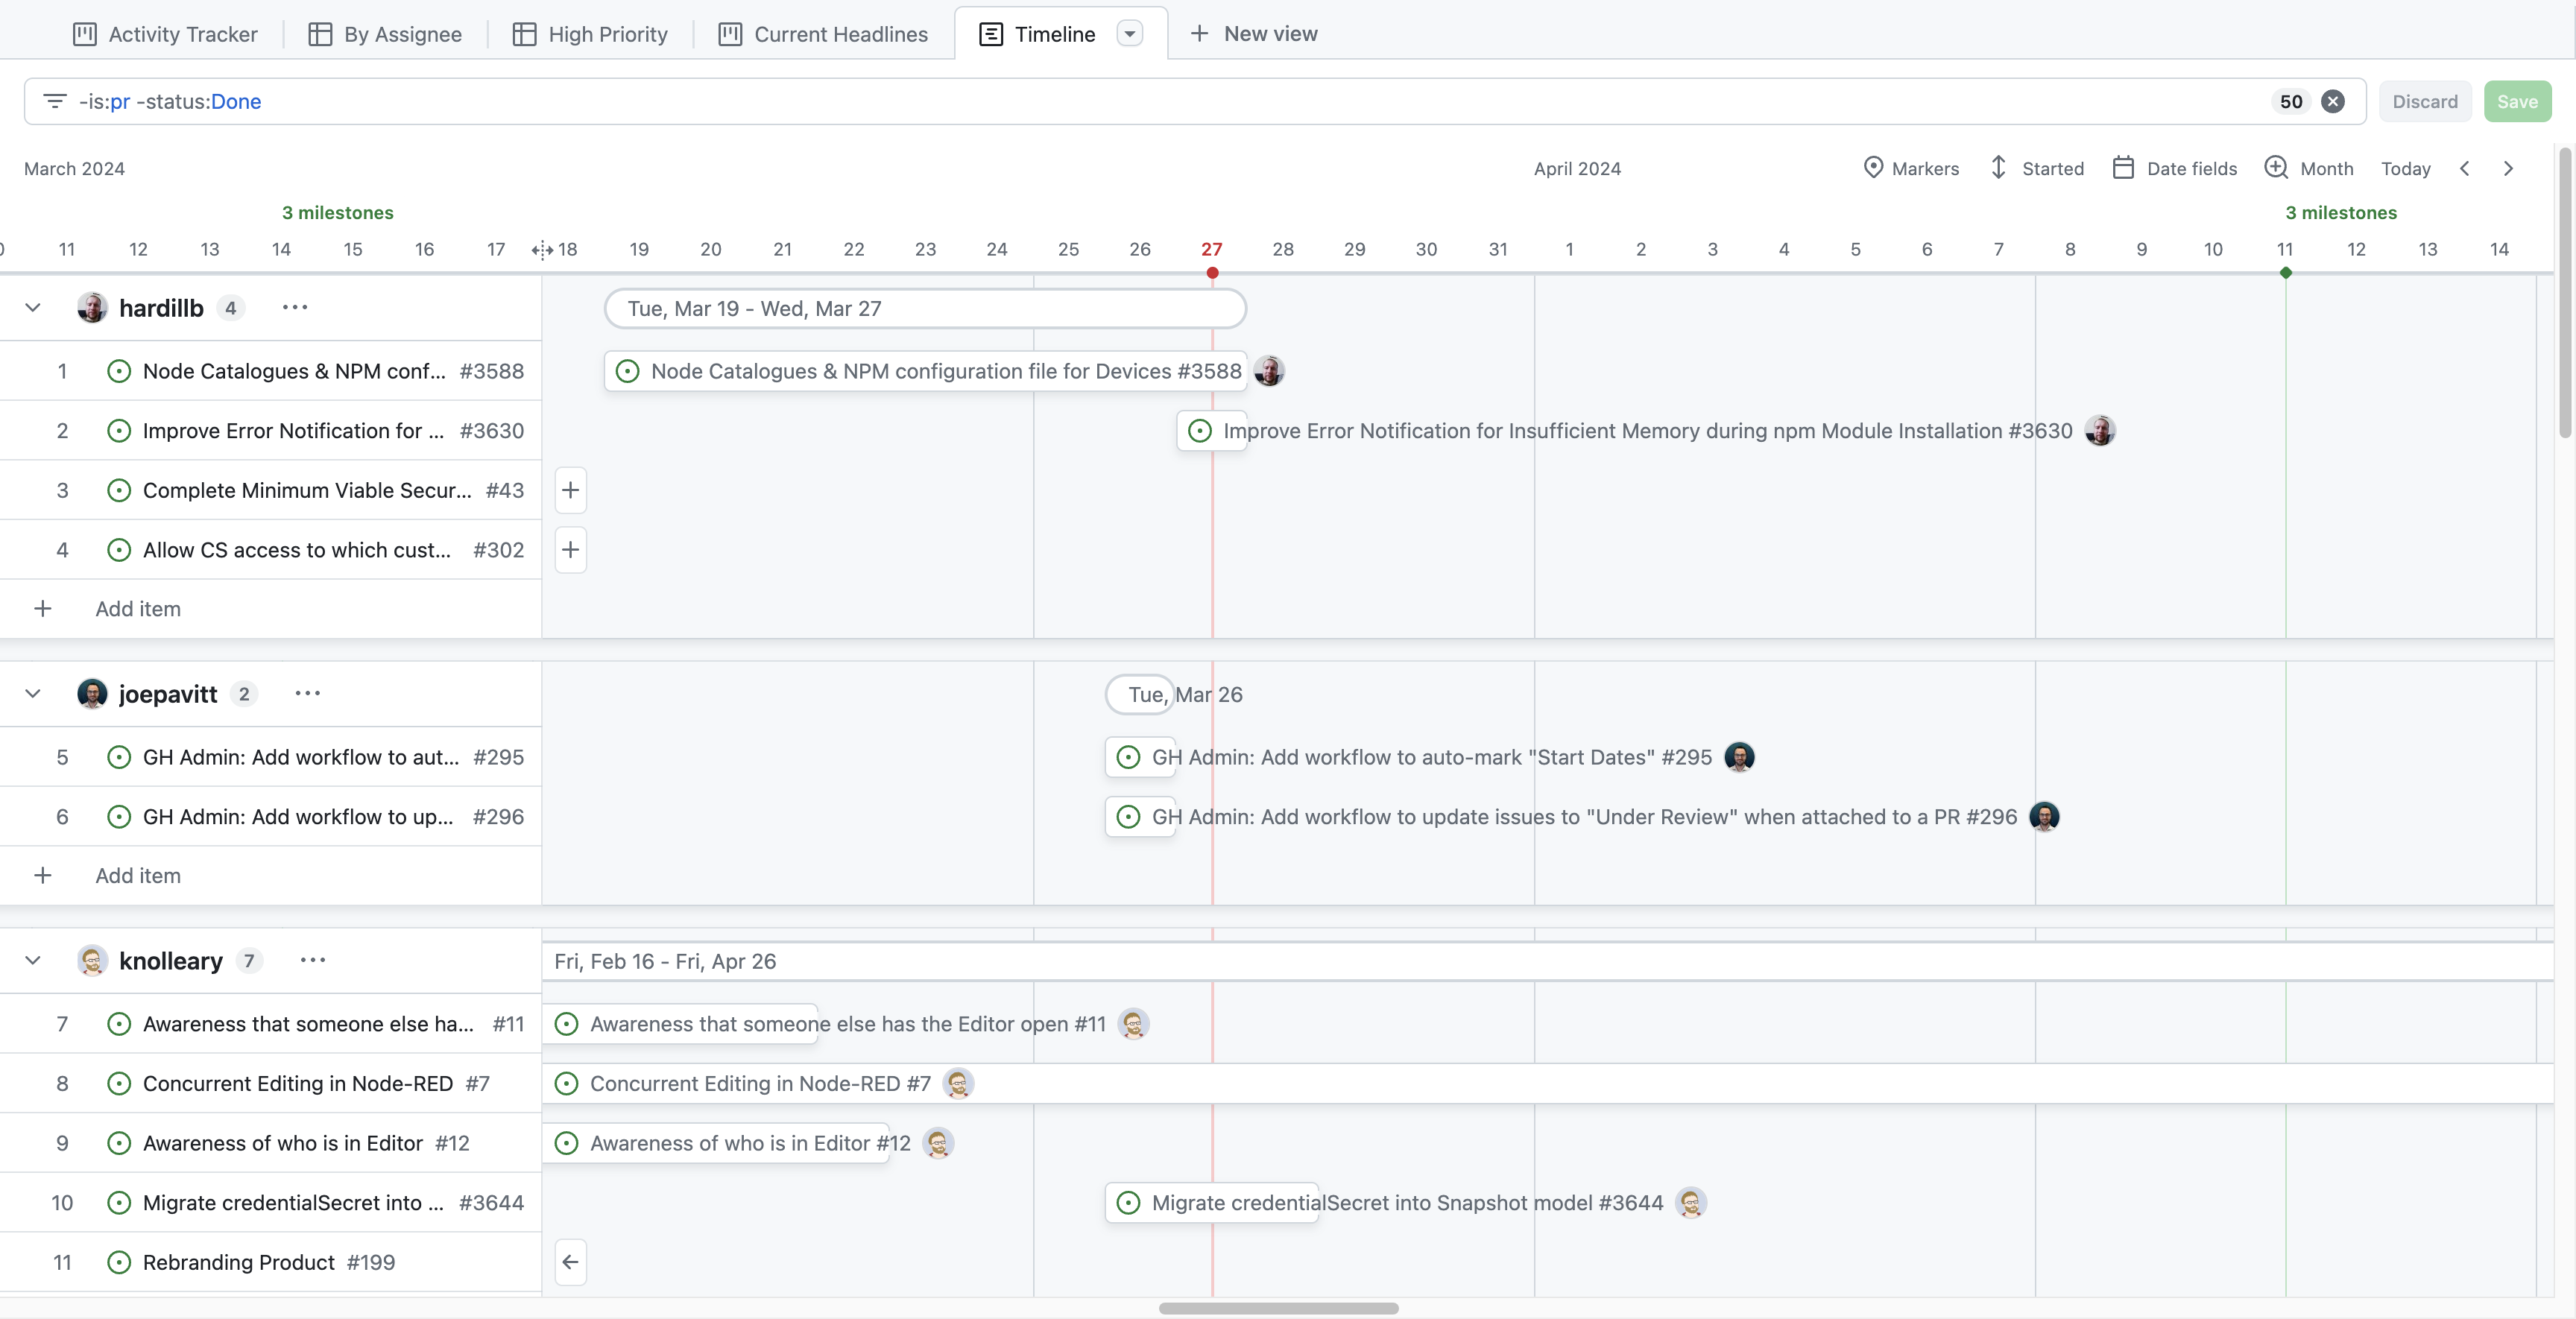 Activity Tracker By Assignee High Priority Current Headlines Timeline New view
-is:pr -status:Done 50 Discard Save
March 2024 April 2024 Markers Started Date fields Month Today
3 milestones 3 milestones
11 12 13 14 15 16 17 18 19 20 21 22 23 24 25 26 27 28 29 30 31 1 2 3 4 5 6 7 8 9 10 11 12 13 14
hardillb 4 ... Tue, Mar 19 - Wed, Mar 27
1 Node Catalogues & NPM conf... #3588 Node Catalogues & NPM configuration file for Devices #3588
2 Improve Error Notification for ... #3630 Improve Error Notification for Insufficient Memory during npm Module Installation #3630
3 Complete Minimum Viable Secur... #43
4 Allow CS access to which cust... #302
Add item
joepavitt 2 ... Tue, Mar 26
5 GH Admin: Add workflow to aut... #295 GH Admin: Add workflow to auto-mark "Start Dates" #295
6 GH Admin: Add workflow to up... #296 GH Admin: Add workflow to update issues to "Under Review" when attached to a PR #296
Add item
knolleary 7 ... Fri, Feb 16 - Fri, Apr 26
7 Awareness that someone else ha... #11 Awareness that someone else has the Editor open #11
8 Concurrent Editing in Node-RED #7 Concurrent Editing in Node-RED #7
9 Awareness of who is in Editor #12 Awareness of who is in Editor #12
10 Migrate credentialSecret into ... #3644 Migrate credentialSecret into Snapshot model #3644
11 Rebranding Product #199